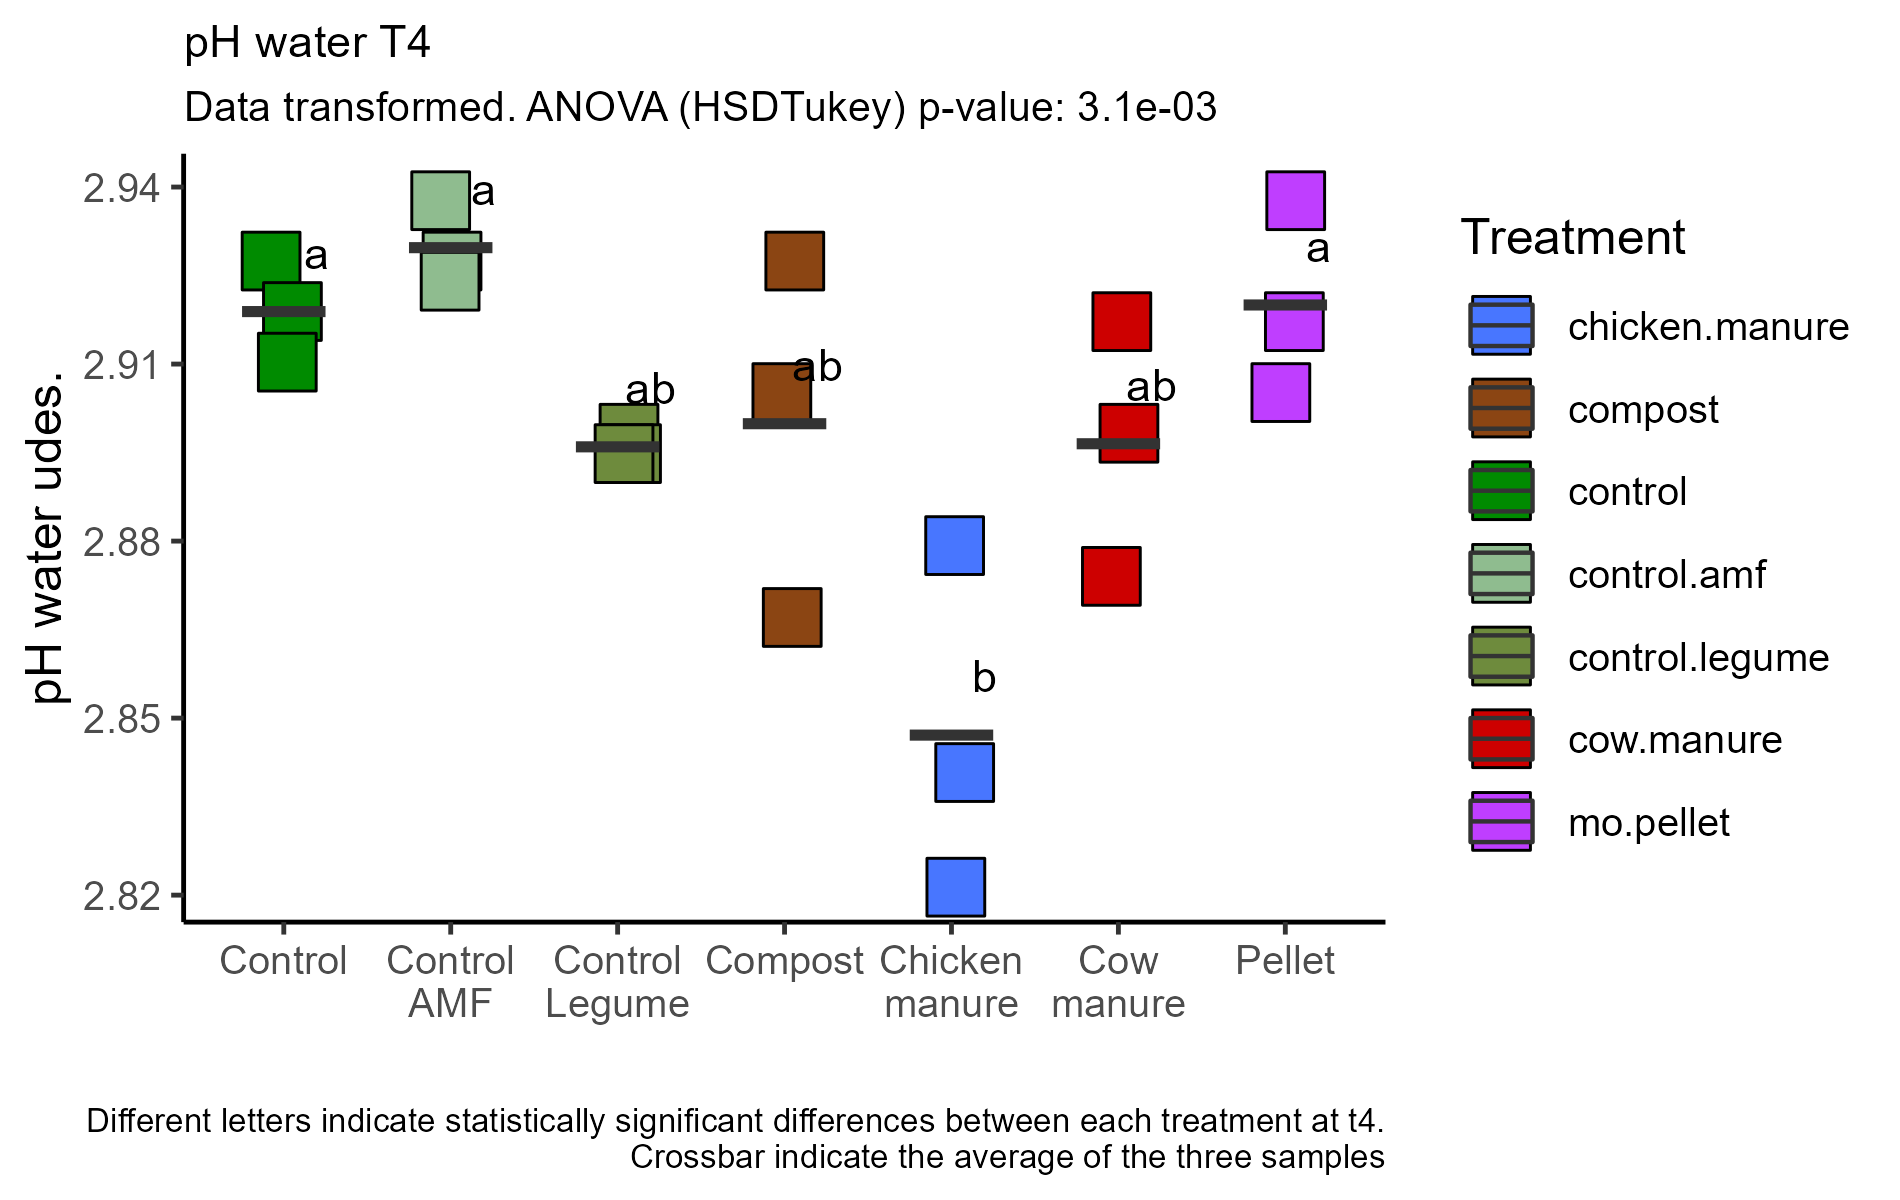 pH water T4
Data transformed. ANOVA (HSDTukey) p-value: 3.1e-03
pH water udes.
2.94
2.91
2.88
2.85
2.82
a
a
ab
ab
b
ab
a
Control
Control
AMF
Control
Legume
Compost
Chicken
manure
Cow
manure
Pellet
Treatment
chicken.manure
compost
control
control.amf
control.legume
cow.manure
mo.pellet
Different letters indicate statistically significant differences between each treatment at t4.
Crossbar indicate the average of the three samples